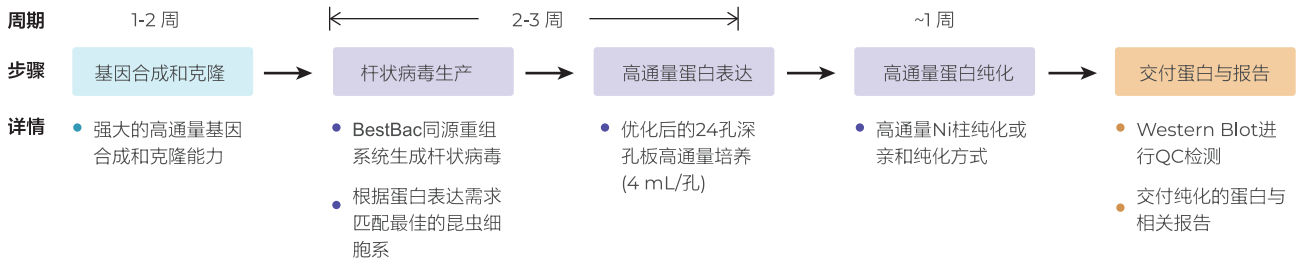 周期 1-2 周 2-3 周 ~1 周
步骤 基因合成和克隆 杆状病毒生产 高通量蛋白表达 高通量蛋白纯化 交付蛋白与报告
详情
强大的高通量基因
合成和克隆能力
BestBac同源重组
系统生成杆状病毒
根据蛋白表达需求
匹配最佳的昆虫细
胞系
优化后的24孔深
孔板高通量培养
(4 mL/孔)
高通量Ni柱纯化或
亲和纯化方式
Western Blot进
行QC检测
交付纯化的蛋白与
相关报告